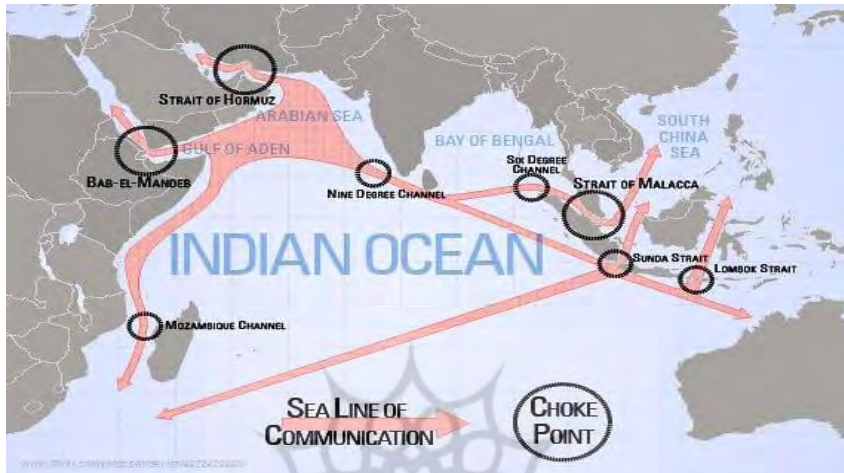 STRAIT OF HORMUZ
ARABIAN SEA
GULF OF ADEN
BAB-EL-MANDEB
BAY OF BENGAL
SOUTH
CHINA
SEA
SIX DEGREE
CHANNEL
STRAIT OF MALACCA
NINE DEGREE CHANNEL
INDIAN OCEAN
SUNDA STRAIT
LOMBOK STRAIT
MOZAMBIQUE CHANNEL
SEA LINE OF
COMMUNICATION
CHOKE
POINT